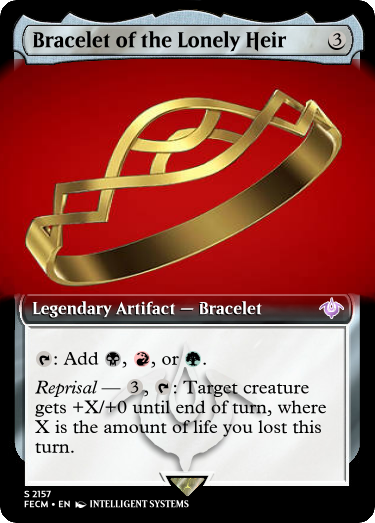 Bracelet of the Lonely Heir 3
Legendary Artifact — Bracelet
: Add , , or .
Reprisal — 3, : Target creature
gets +X/+0 until end of turn, where
X is the amount of life you lost this
turn.
S 2157
FECM • EN INTELLIGENT SYSTEMS